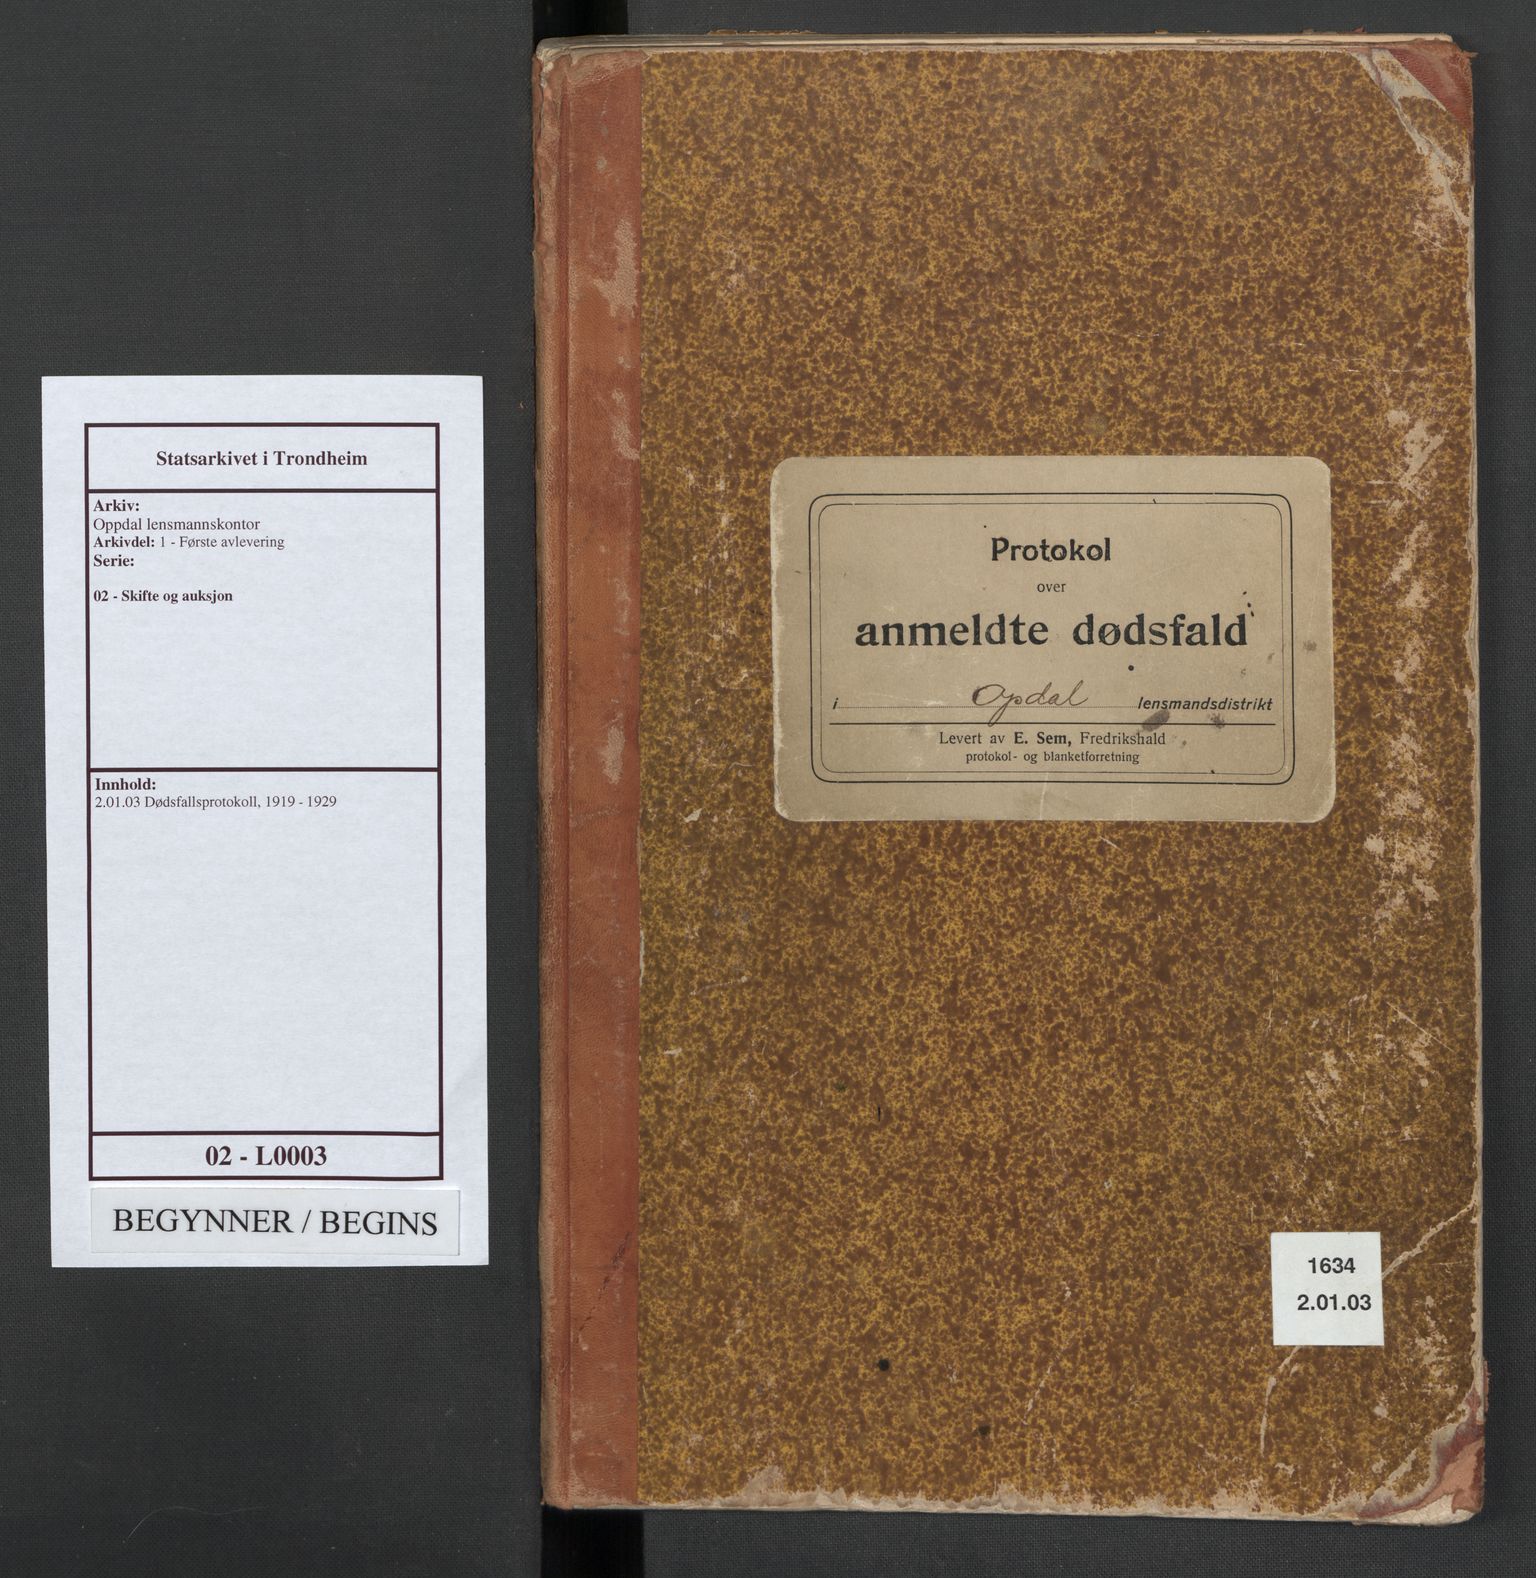 Statsarkivet i Trondheim
Arkiv:
Oppdal lensmannskontor
Arkivdel: 1 - Første avlevering
Serie:
02 - Skifte og auksjon
Innhold:
2.01.03 Dødsfallsprotokoll, 1919 - 1929
02 - L0003
BEGYNNER / BEGINS
Protokol
over
anmeldte dødsfald
i Opdal lensmandsdistrikt
Levert av E. Sem, Fredrikshald
protokol- og blanketforretning
1634
2.01.03